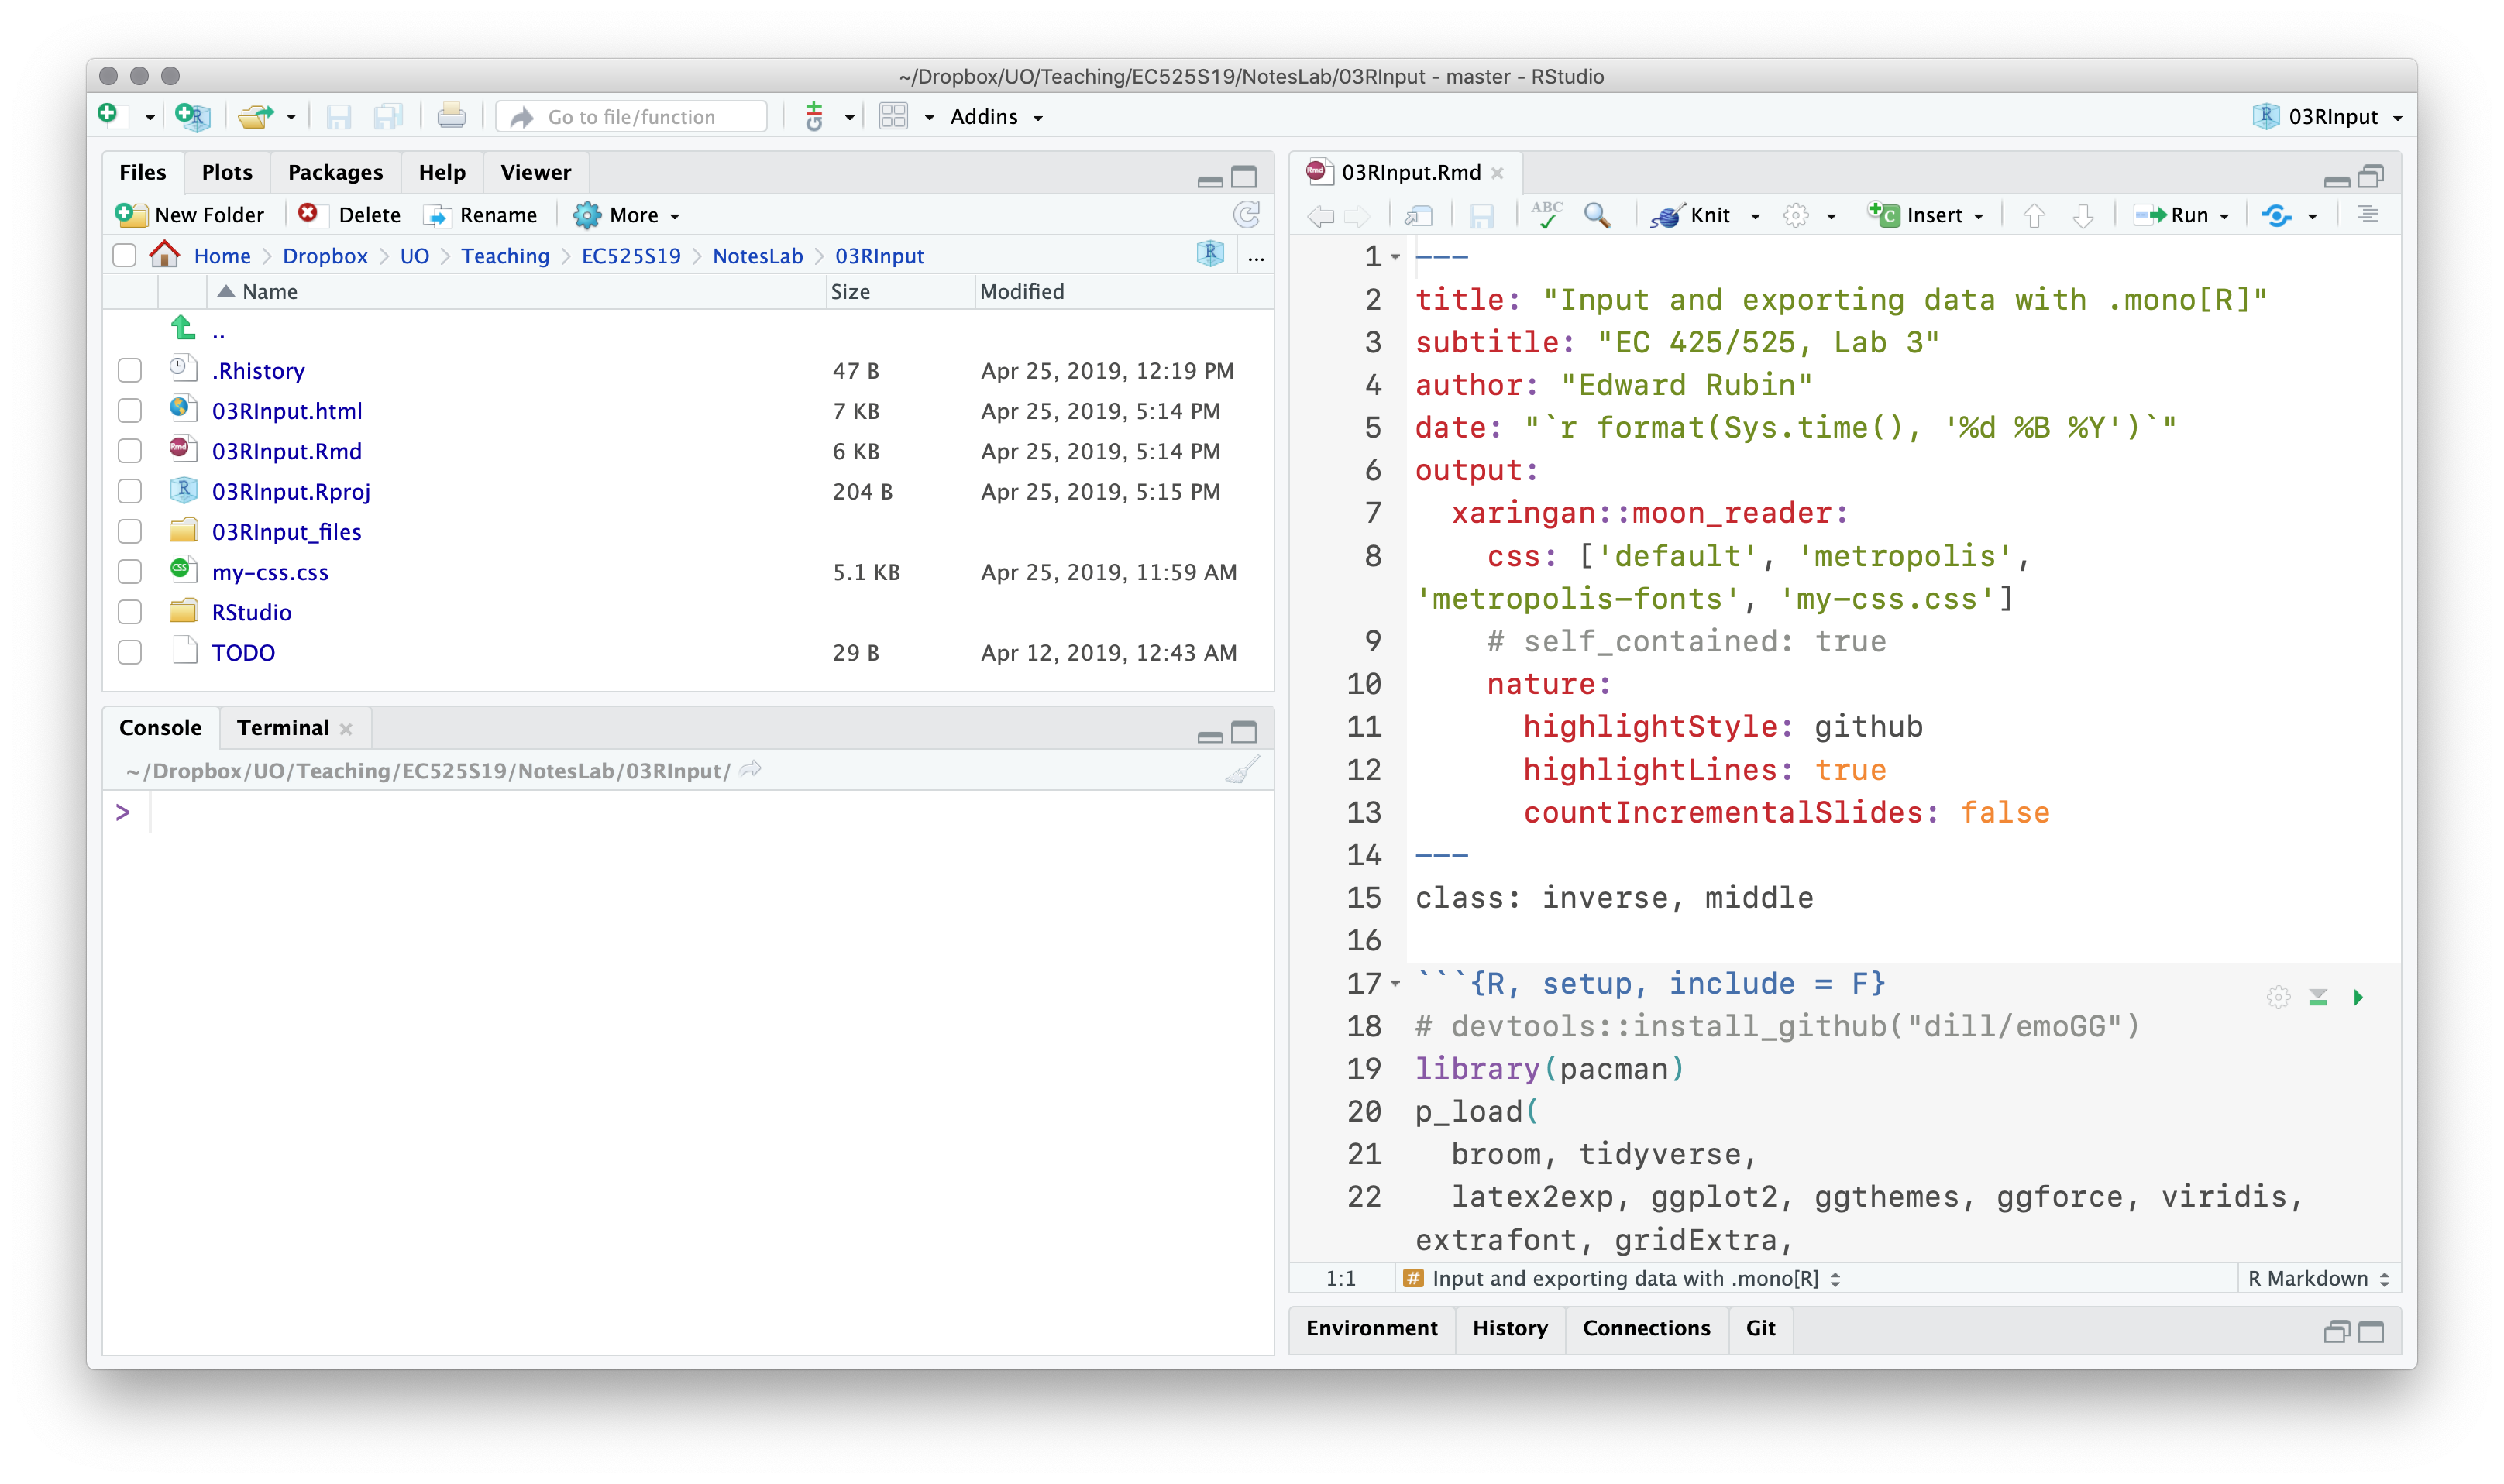 ~/Dropbox/UO/Teaching/EC525S19/NotesLab/03RInput - master - RStudio
Go to file/function
Addins
03RInput
Files Plots Packages Help Viewer
New Folder Delete Rename More
Home Dropbox UO Teaching EC525S19 NotesLab 03RInput ...
Name Size Modified
..
.Rhistory 47 B Apr 25, 2019, 12:19 PM
03RInput.html 7 KB Apr 25, 2019, 5:14 PM
03RInput.Rmd 6 KB Apr 25, 2019, 5:14 PM
03RInput.Rproj 204 B Apr 25, 2019, 5:15 PM
03RInput_files
my-css.css 5.1 KB Apr 25, 2019, 11:59 AM
RStudio
TODO 29 B Apr 12, 2019, 12:43 AM
Console Terminal
~/Dropbox/UO/Teaching/EC525S19/NotesLab/03RInput/
>
03RInput.Rmd
ABC Knit Insert Run
1 ---
2 title: "Input and exporting data with .mono[R]"
3 subtitle: "EC 425/525, Lab 3"
4 author: "Edward Rubin"
5 date: "`r format(Sys.time(), '%d %B %Y')`"
6 output:
7 xaringan::moon_reader:
8 css: ['default', 'metropolis',
'metropolis-fonts', 'my-css.css']
9 # self_contained: true
10 nature:
11 highlightStyle: github
12 highlightLines: true
13 countIncrementalSlides: false
14 ---
15 class: inverse, middle
16
17 ```{R, setup, include = F}
18 # devtools::install_github("dill/emoGG")
19 library(pacman)
20 p_load(
21 broom, tidyverse,
22 latex2exp, ggplot2, ggthemes, ggforce, viridis,
extrafont, gridExtra,
1:1 # Input and exporting data with .mono[R] R Markdown
Environment History Connections Git